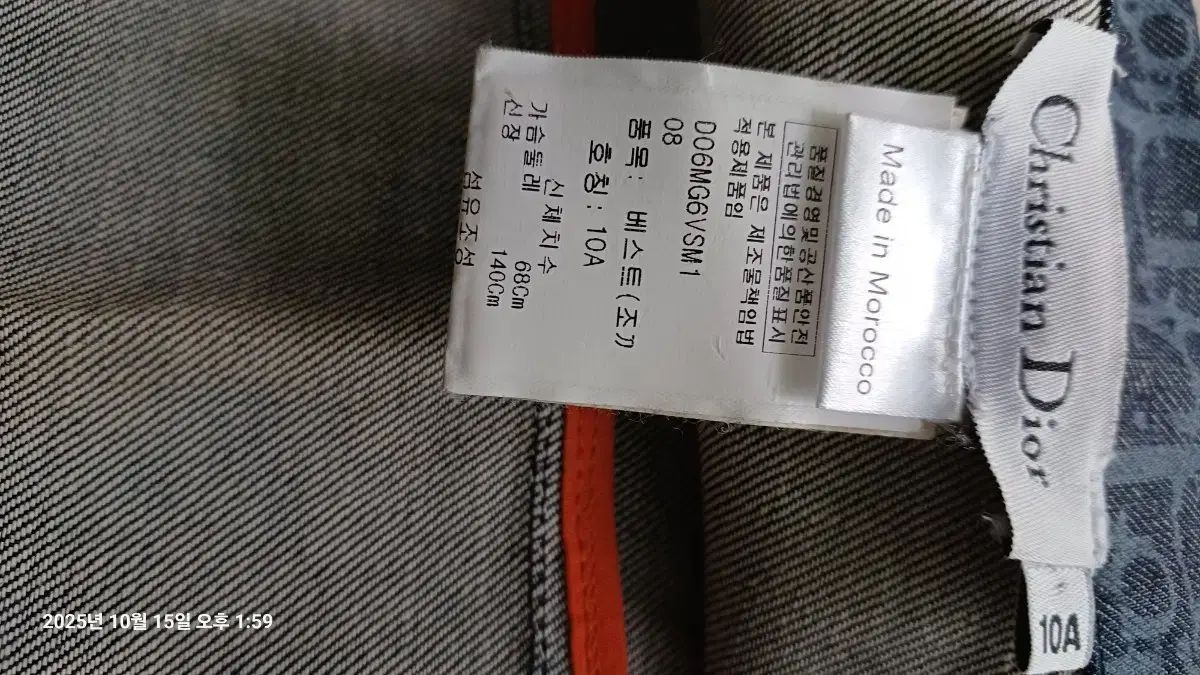 Christian Dior
10A
Made in Morocco
품질경영및공산품안전
관리법에의한품질표시
본 제품은 제조물책임법
적용제품임
D06MG6VSM1
08
품목: 베스트(조끼)
호칭: 10A
신체치수
가슴둘레 68Cm
신장 140Cm
섬유조성
2025년 10월 15일 오후 1:59